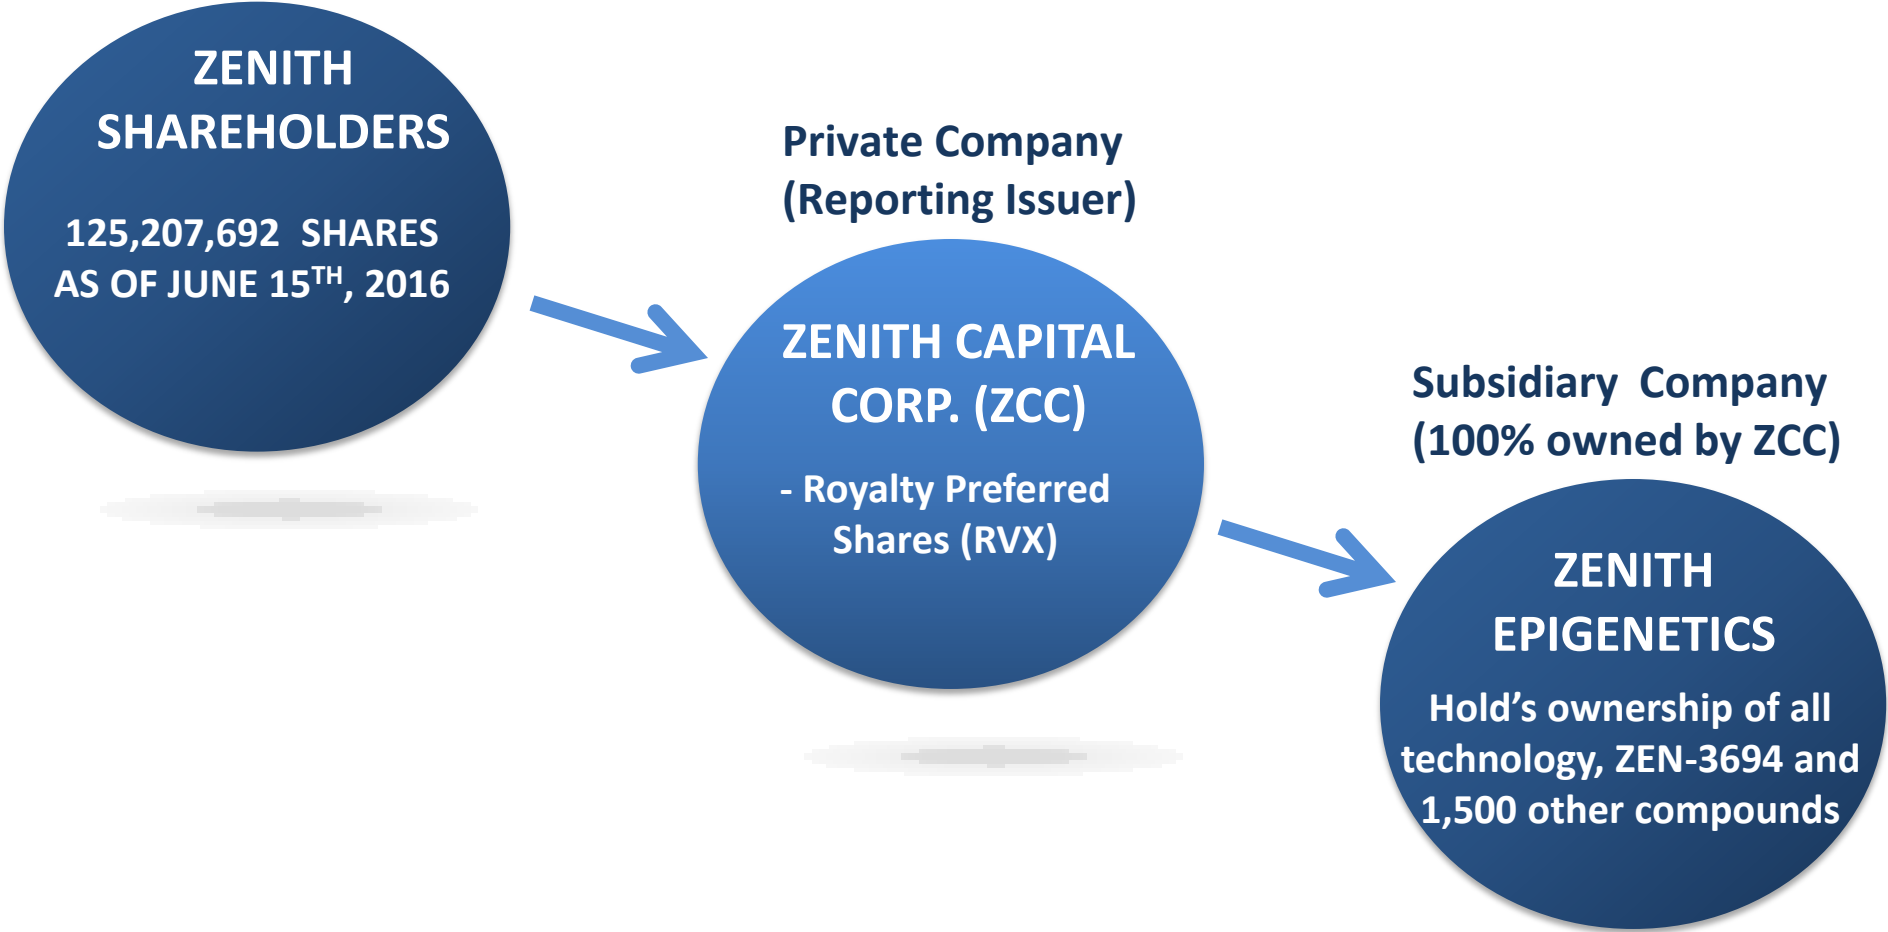 ZENITH
SHAREHOLDERS
125,207,692 SHARES
AS OF JUNE 15TH, 2016
Private Company
(Reporting Issuer)
ZENITH CAPITAL
CORP. (ZCC)
- Royalty Preferred
Shares (RVX)
Subsidiary Company
(100% owned by ZCC)
ZENITH
EPIGENETICS
Hold’s ownership of all
technology, ZEN-3694 and
1,500 other compounds